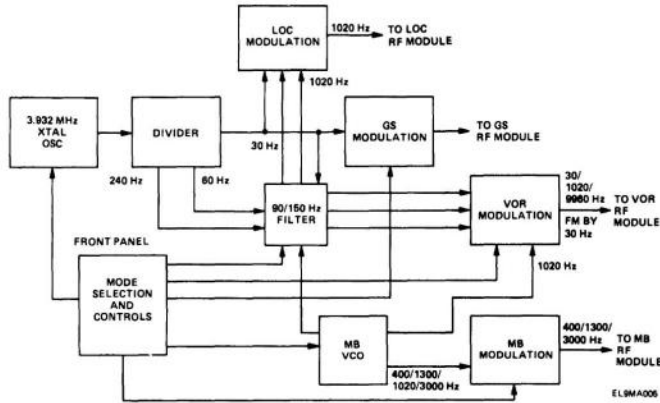 LOC
MODULATION
1020 Hz
TO LOC
RF MODULE
1020 Hz
3.932 MHz
XTAL
OSC
DIVIDER
30 Hz
GS
MODULATION
TO GS
RF MODULE
240 Hz
60 Hz
90/150 Hz
FILTER
VOR
MODULATION
30/
1020/
9960 Hz
FM BY
30 Hz
TO VOR
RF
MODULE
FRONT PANEL
MODE
SELECTION
AND
CONTROLS
1020 Hz
MB
VCO
400/1300/
1020/3000 Hz
MB
MODULATION
400/1300/
3000 Hz
TO MB
RF
MODULE
EL9MA006